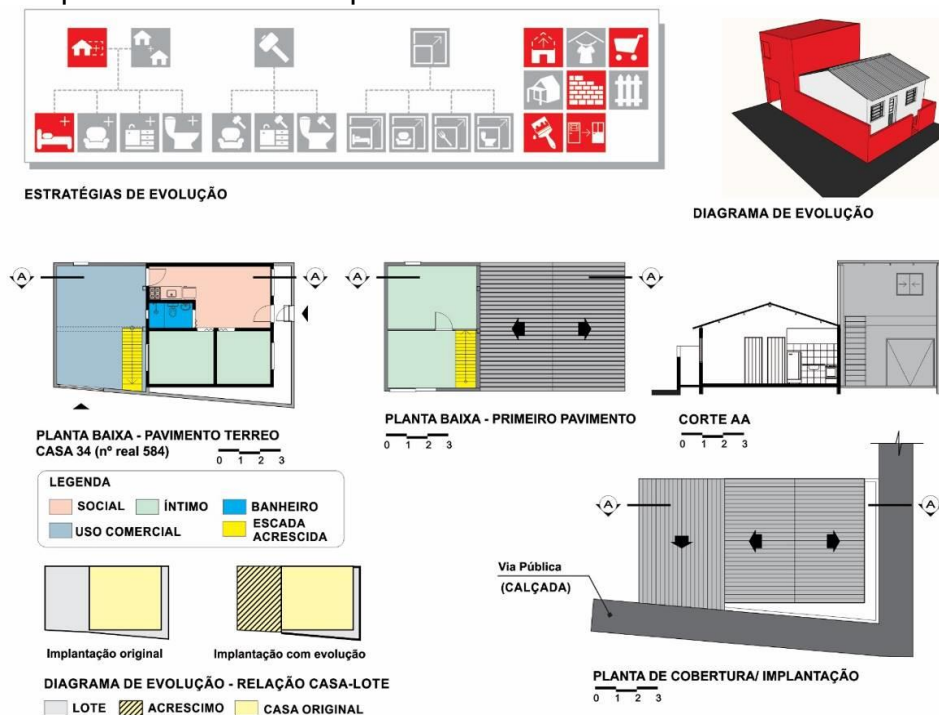 ESTRATÉGIAS DE EVOLUÇÃO
DIAGRAMA DE EVOLUÇÃO
A
A
A
A
PLANTA BAIXA - PAVIMENTO TERREO
CASA 34 (nº real 584)
0 1 2 3
PLANTA BAIXA - PRIMEIRO PAVIMENTO
0 1 2 3
CORTE AA
0 1 2 3
LEGENDA
SOCIAL
ÍNTIMO
BANHEIRO
USO COMERCIAL
ESCADA
ACRESCIDA
A
A
Via Pública
(CALÇADA)
Implantação original
Implantação com evolução
PLANTA DE COBERTURA/ IMPLANTAÇÃO
0 1 2 3
DIAGRAMA DE EVOLUÇÃO - RELAÇÃO CASA-LOTE
LOTE
ACRESCIMO
CASA ORIGINAL